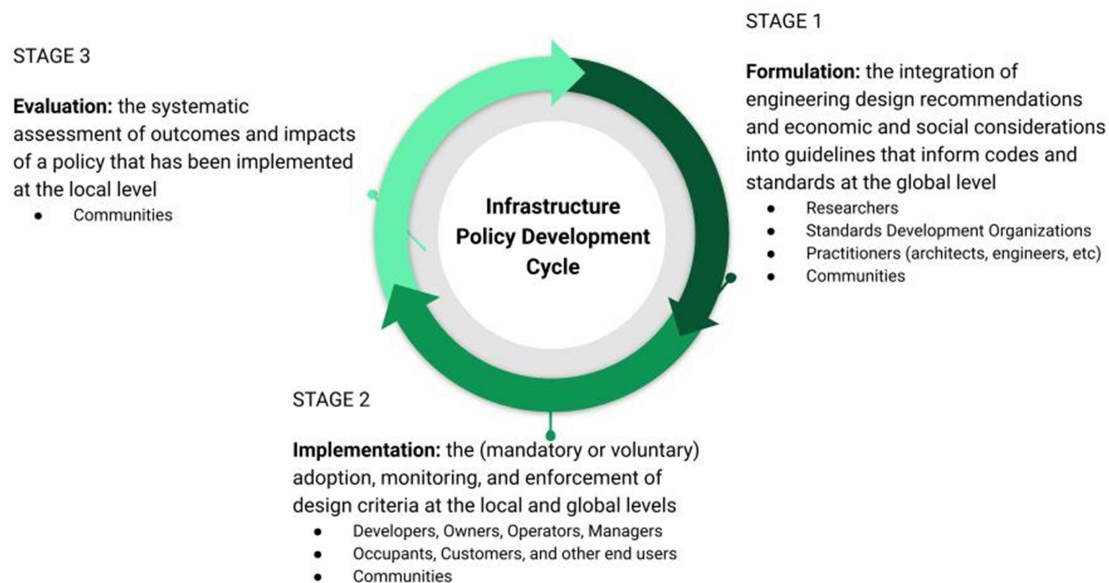 STAGE 1
Formulation: the integration of
engineering design recommendations
and economic and social considerations
into guidelines that inform codes and
standards at the global level
● Researchers
● Standards Development Organizations
● Practitioners (architects, engineers, etc)
● Communities
STAGE 2
Implementation: the (mandatory or voluntary)
adoption, monitoring, and enforcement of
design criteria at the local and global levels
● Developers, Owners, Operators, Managers
● Occupants, Customers, and other end users
● Communities
STAGE 3
Evaluation: the systematic
assessment of outcomes and impacts
of a policy that has been implemented
at the local level
● Communities
Infrastructure
Policy Development
Cycle